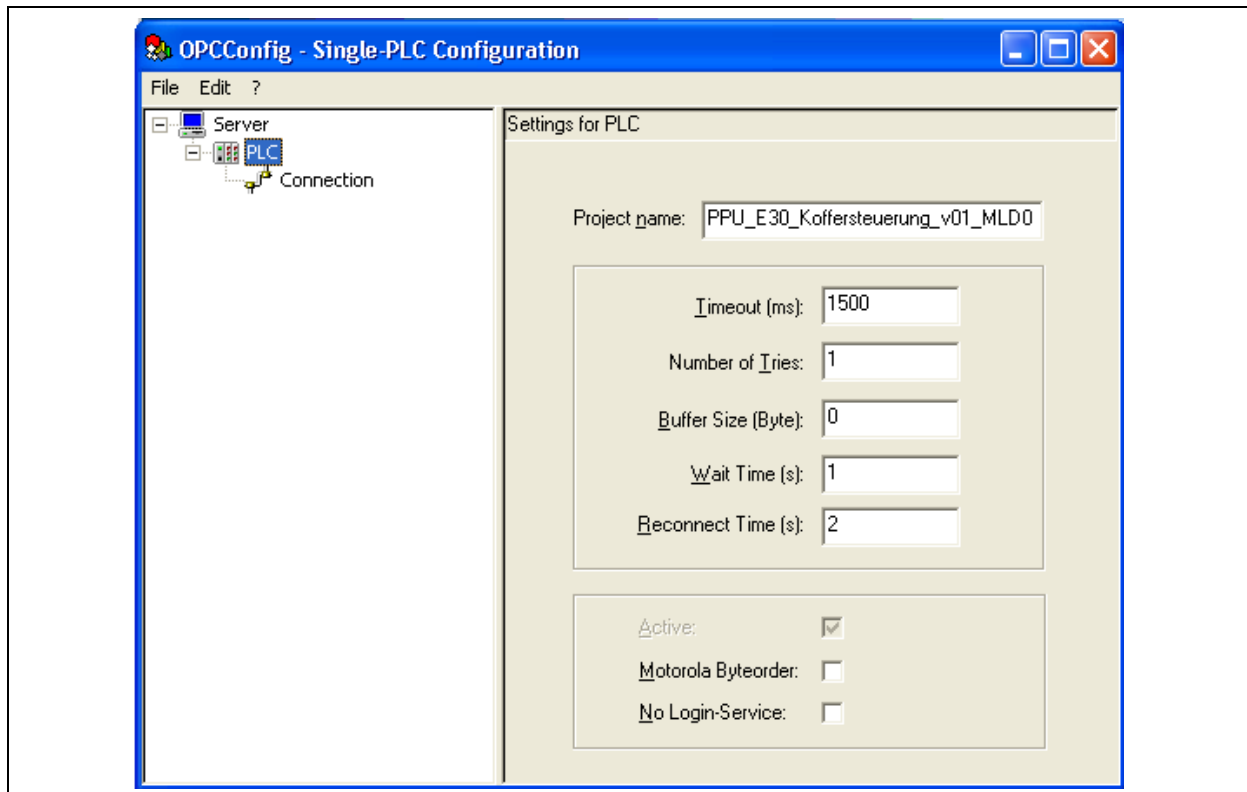 OPCConfig - Single-PLC Configuration
File Edit ?
Server
PLC
Connection
Settings for PLC
Project name: PPU_E30_Koffersteuerung_v01_MLD0
Timeout (ms): 1500
Number of Tries: 1
Buffer Size (Byte): 0
Wait Time (s): 1
Reconnect Time (s): 2
Active:
Motorola Byteorder:
No Login-Service: